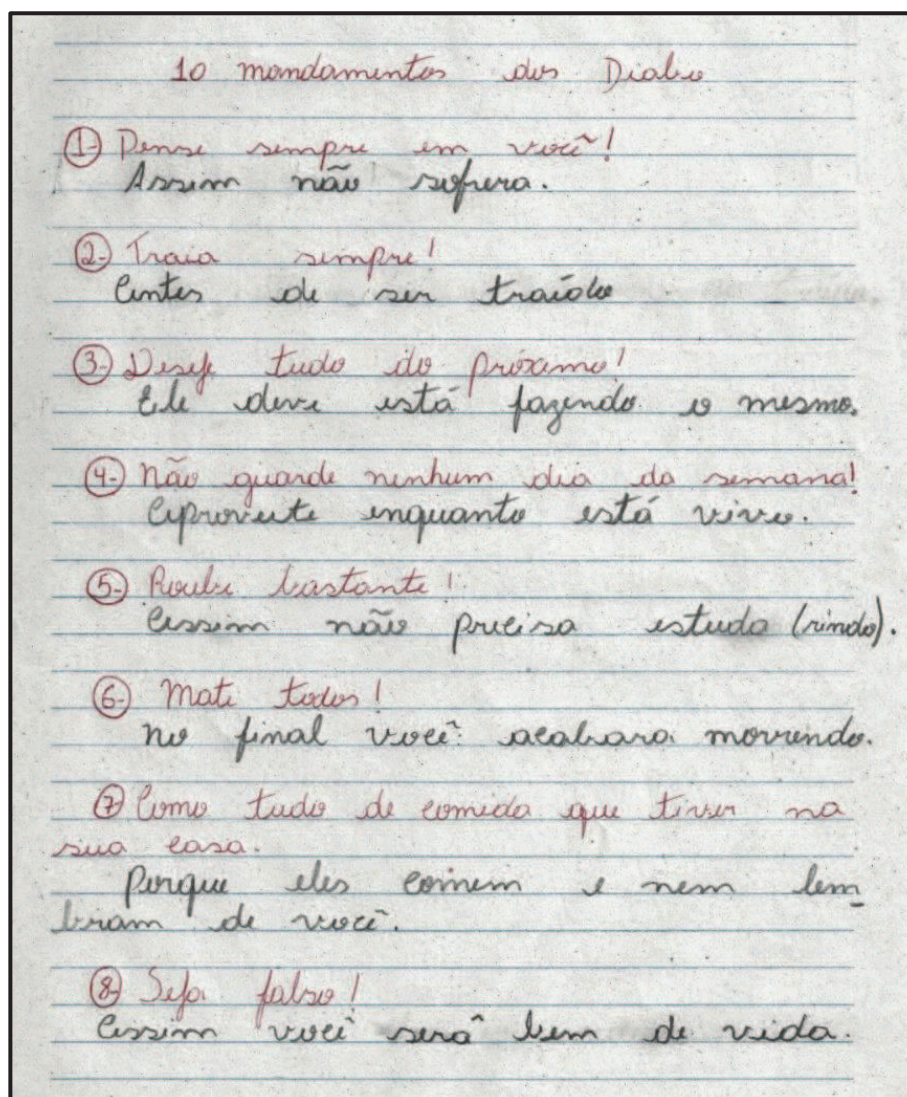 10 mandamentos dos Diabo
1- Pense sempre em você!
Assim não sofrera.
2- Traia sempre!
Antes de ser traído
3- Deseje tudo do próximo!
Ele deve está fazendo o mesmo.
4- Não guarde nenhum dia da semana!
Aproveite enquanto está vivo.
5- Roube bastante!
Assim não precisa estuda (rindo).
6- Mate todos!
No final você acabara morrendo.
7- Coma tudo de comida que tiver na
sua casa.
Porque eles comem e nem lem-
bram de você.
8- Seja falso!
Assim você será bem de vida.